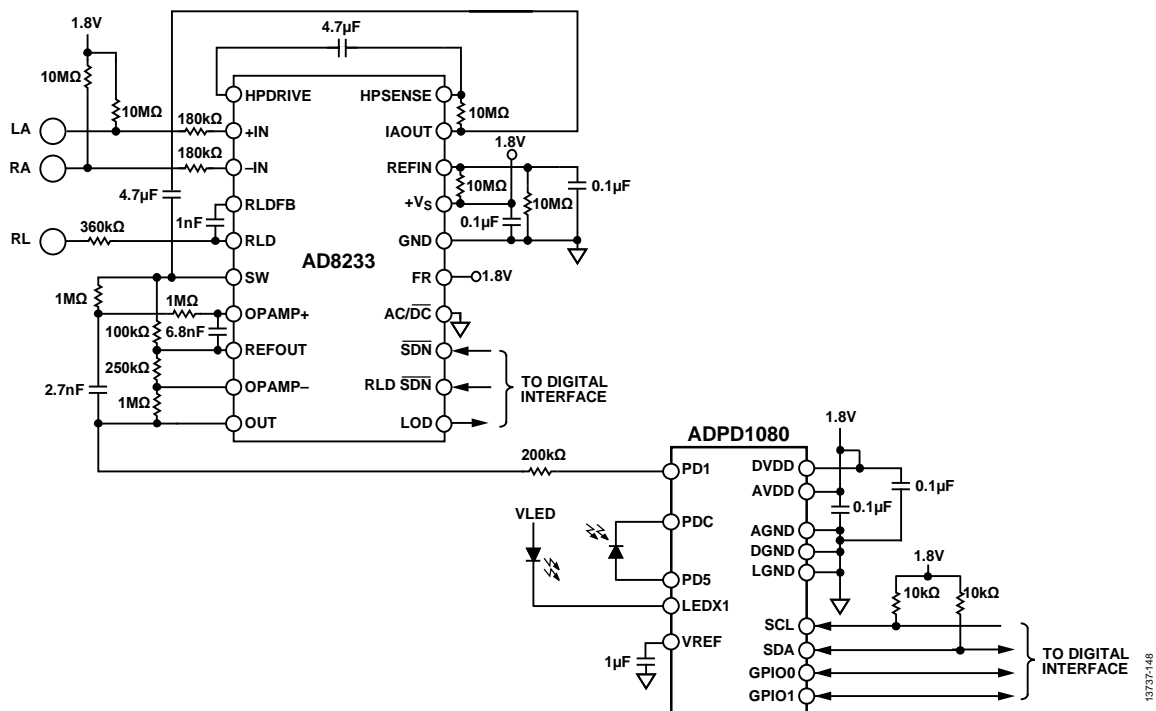 4.7µF
1.8V
4.7µF
10MΩ
HPDRIVE
HPSENSE
10MΩ
10MΩ
LA
180kΩ
+IN
IAOUT
1.8V
RA
180kΩ
–IN
REFIN
10MΩ
0.1µF
4.7µF
RLDFB
+VS
10MΩ
1nF
0.1µF
RL
360kΩ
RLD
GND
AD8233
SW
FR
1.8V
1MΩ
1MΩ
OPAMP+
AC/DC
100kΩ
6.8nF
REFOUT
SDN
250kΩ
2.7nF
OPAMP–
RLD SDN
TO DIGITAL
INTERFACE
1MΩ
OUT
LOD
ADPD1080
1.8V
200kΩ
PD1
DVDD
0.1µF
AVDD
0.1µF
VLED
PDC
AGND
DGND
LGND
1.8V
PD5
10kΩ
10kΩ
LEDX1
SCL
VREF
SDA
1µF
TO DIGITAL
INTERFACE
GPIO0
GPIO1
13737-148